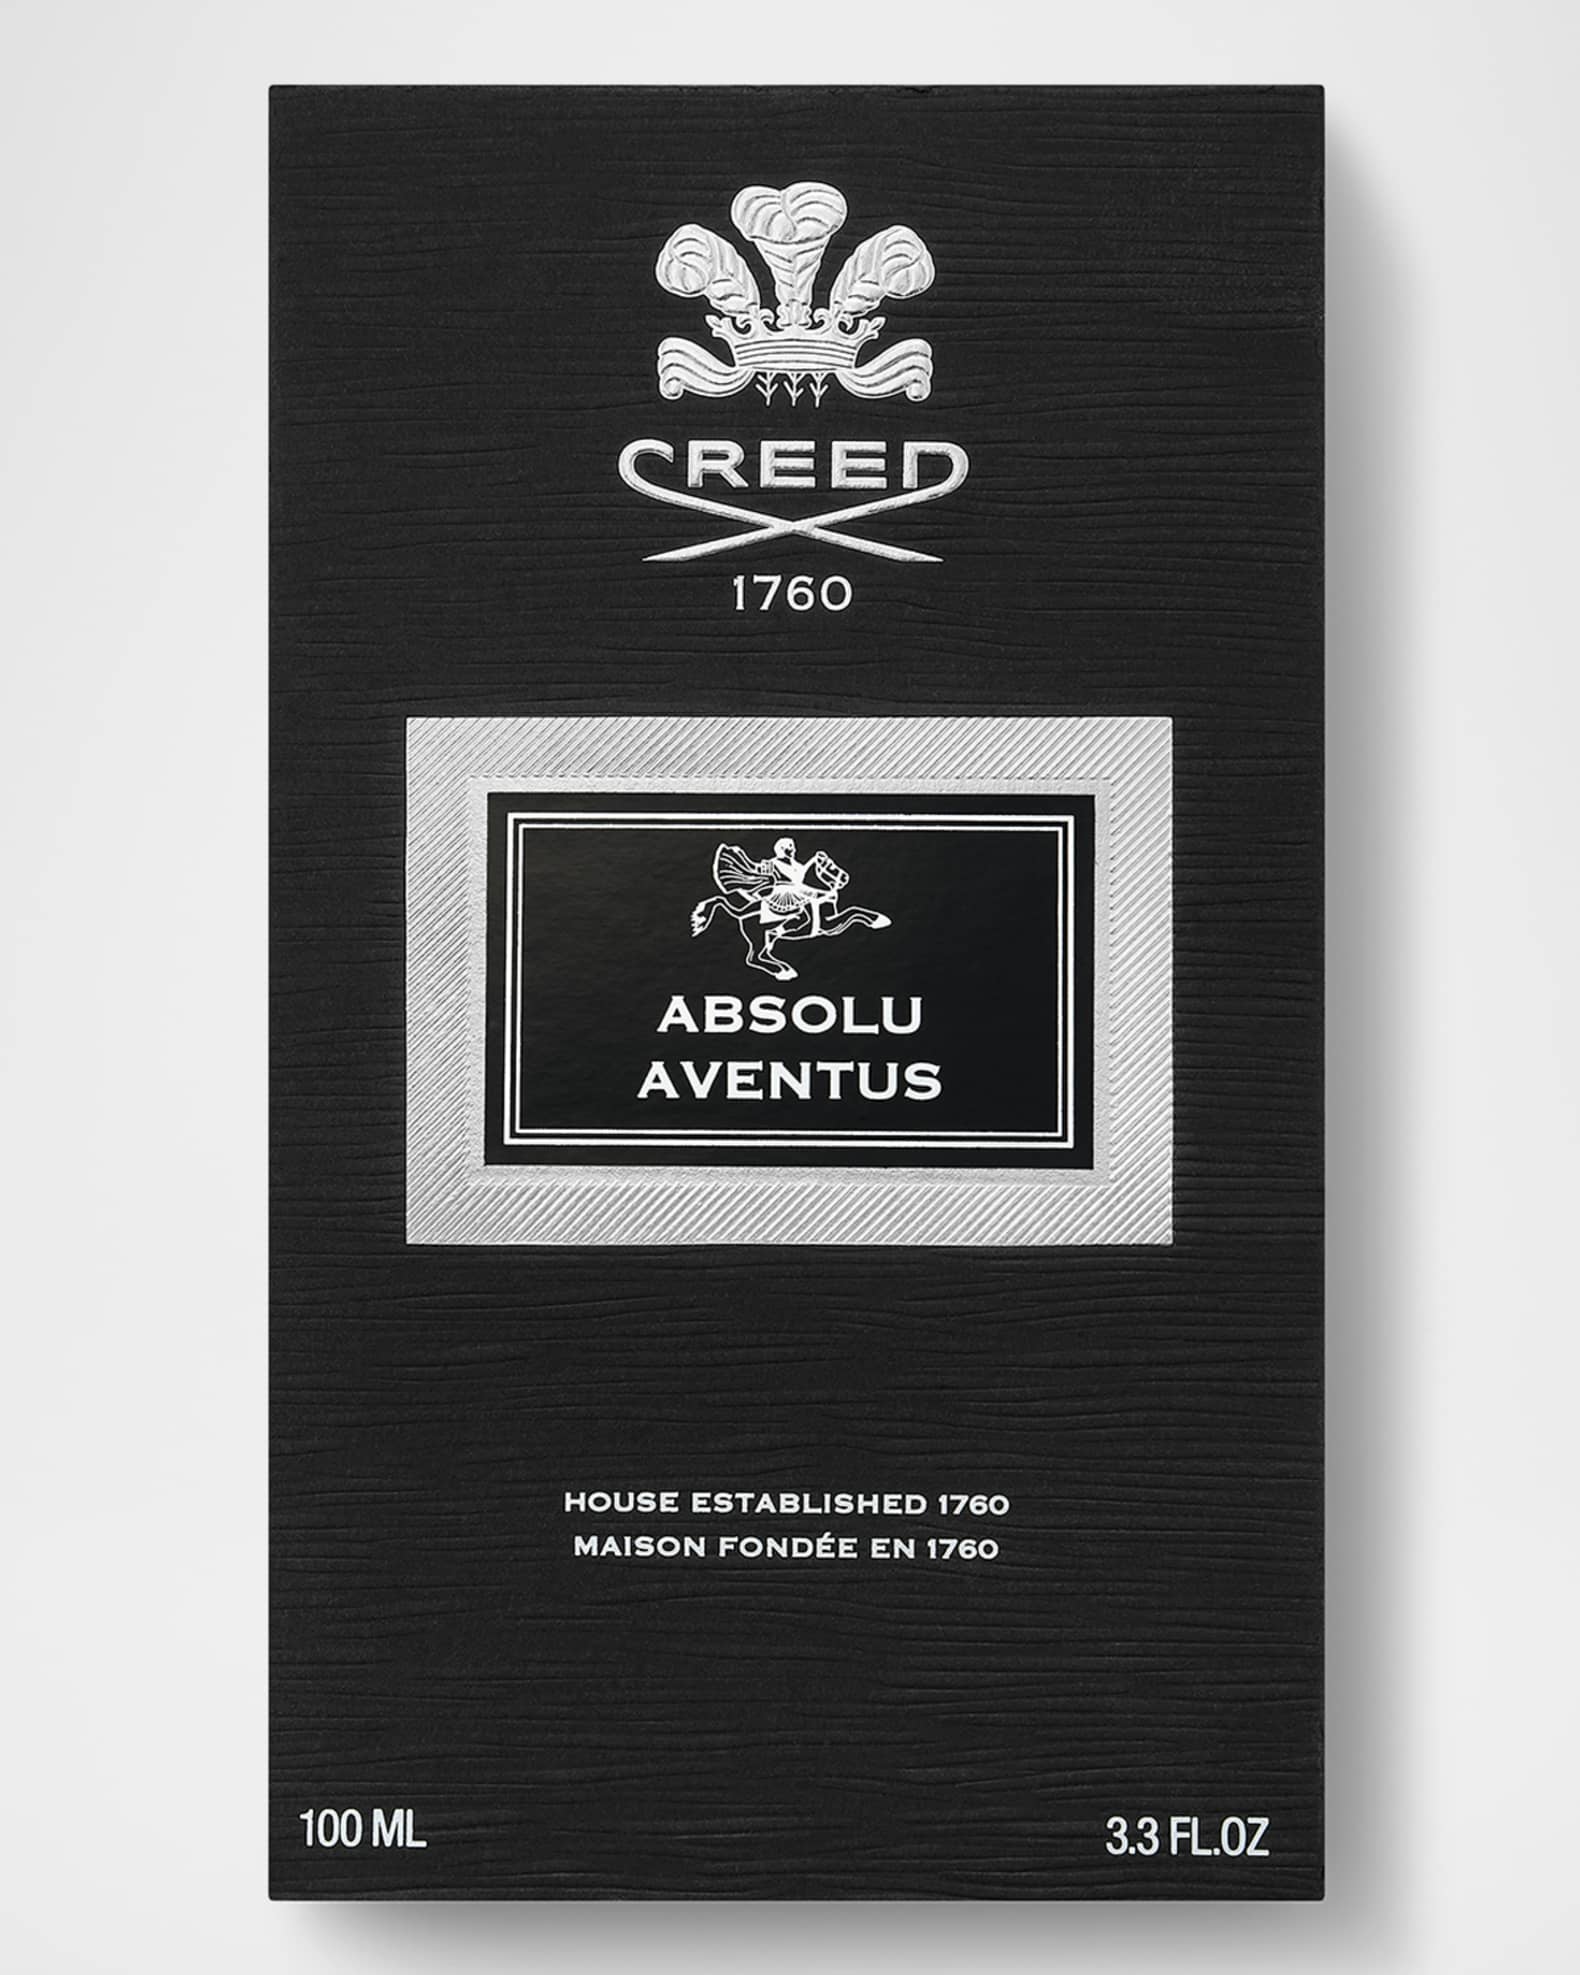 CREED
1760
ABSOLU
AVENTUS
HOUSE ESTABLISHED 1760
MAISON FONDÉE EN 1760
100 ML
3.3 FL.OZ